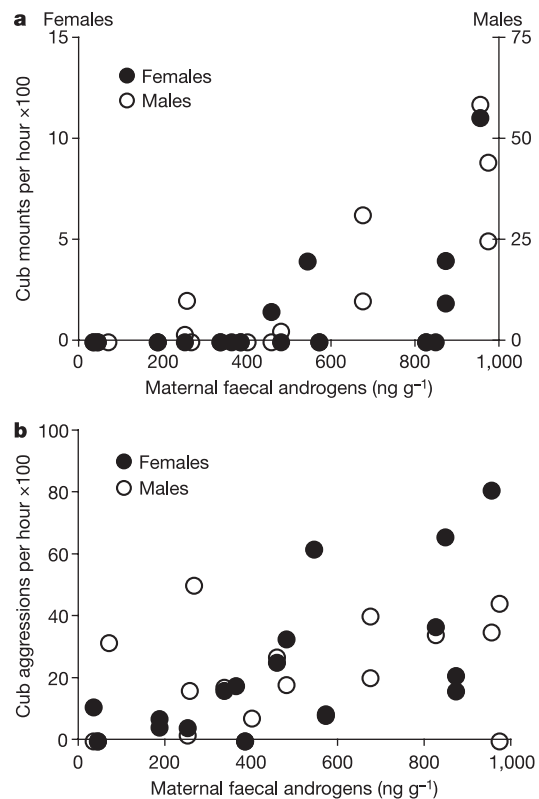 a Females Males
15 75
Females
Males
10 50
5 25
0 0
0 200 400 600 800 1,000
Cub mounts per hour ×100
Maternal faecal androgens (ng g⁻¹)
b 100
Females
Males
80
60
40
20
0
0 200 400 600 800 1,000
Cub aggressions per hour ×100
Maternal faecal androgens (ng g⁻¹)